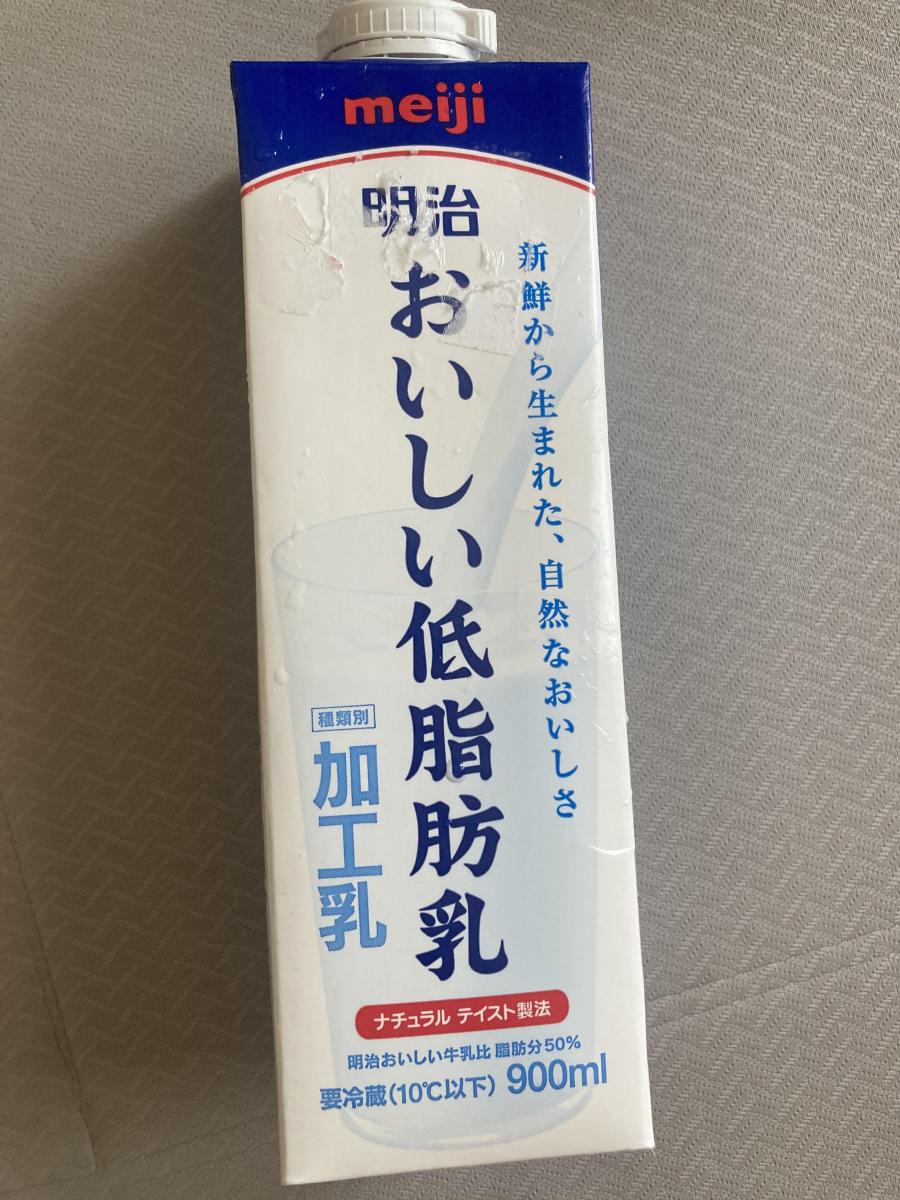 meiji
明治
おいしい低脂肪乳
新鮮から生まれた、自然なおいしさ
種類別
加工乳
ナチュラル テイスト製法
明治おいしい牛乳比 脂肪分50%
要冷蔵(10℃以下) 900ml